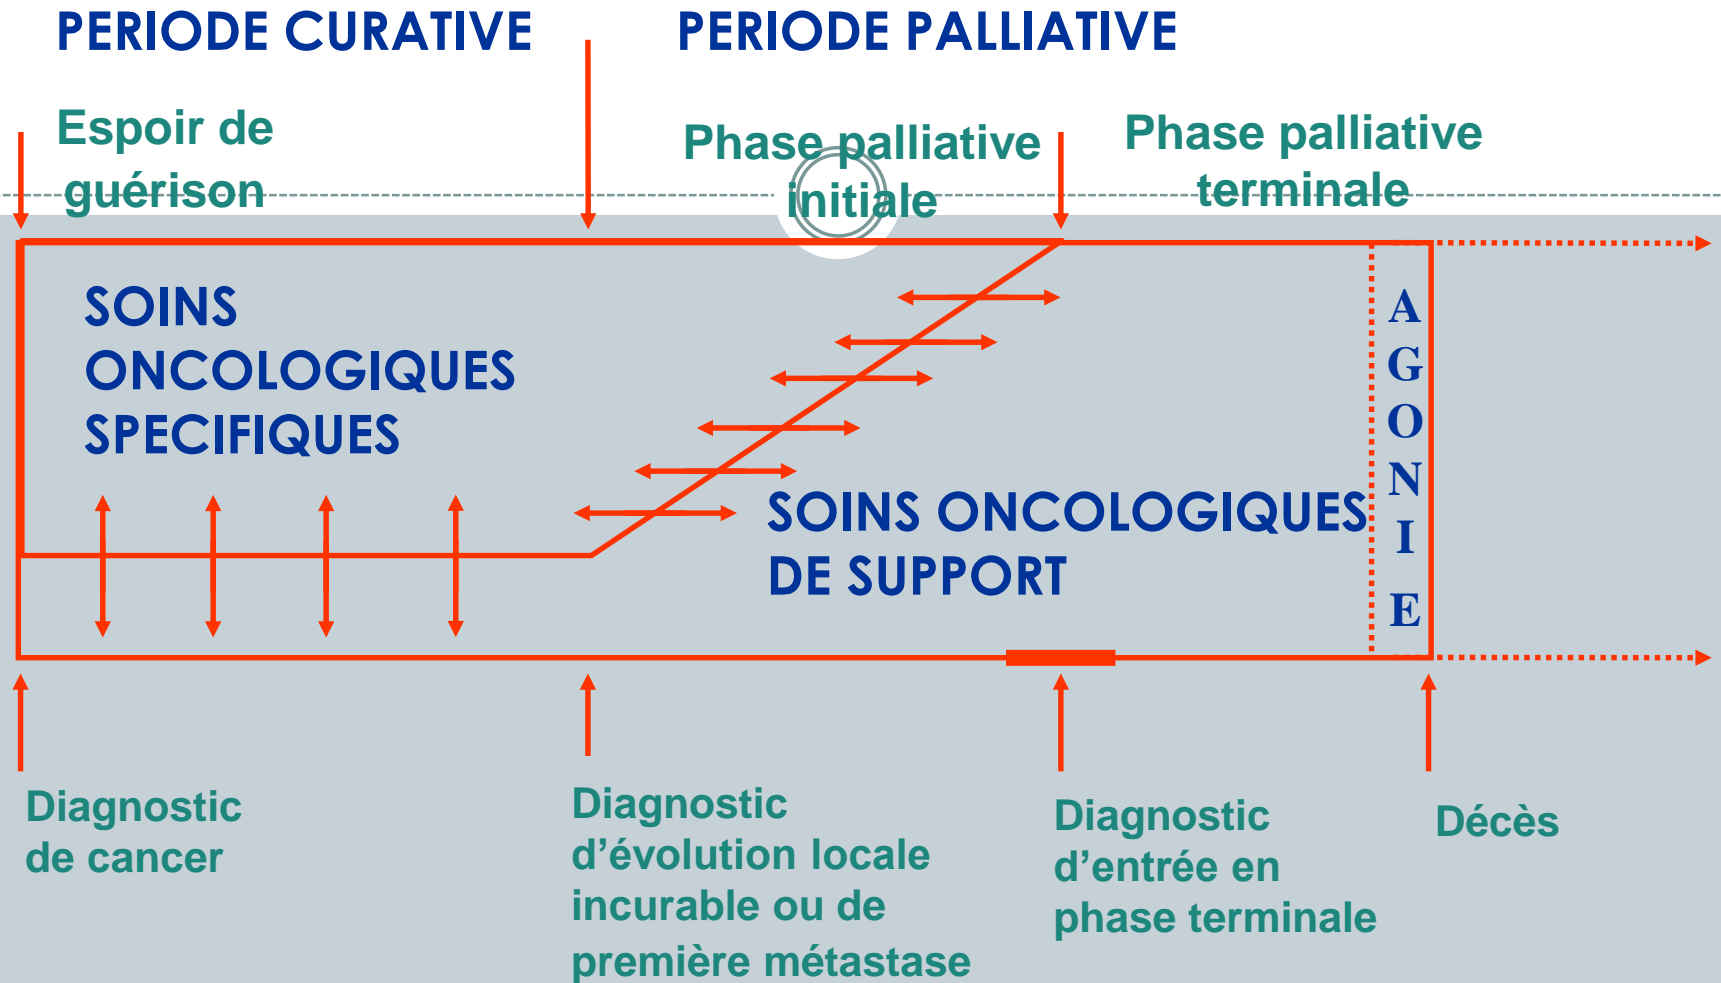 PERIODE CURATIVE
PERIODE PALLIATIVE
Espoir de
guérison
Phase palliative
initiale
Phase palliative
terminale
SOINS
ONCOLOGIQUES
SPECIFIQUES
SOINS ONCOLOGIQUES
DE SUPPORT
A
G
O
N
I
E
Diagnostic
de cancer
Diagnostic
d’évolution locale
incurable ou de
première métastase
Diagnostic
d’entrée en
phase terminale
Décès